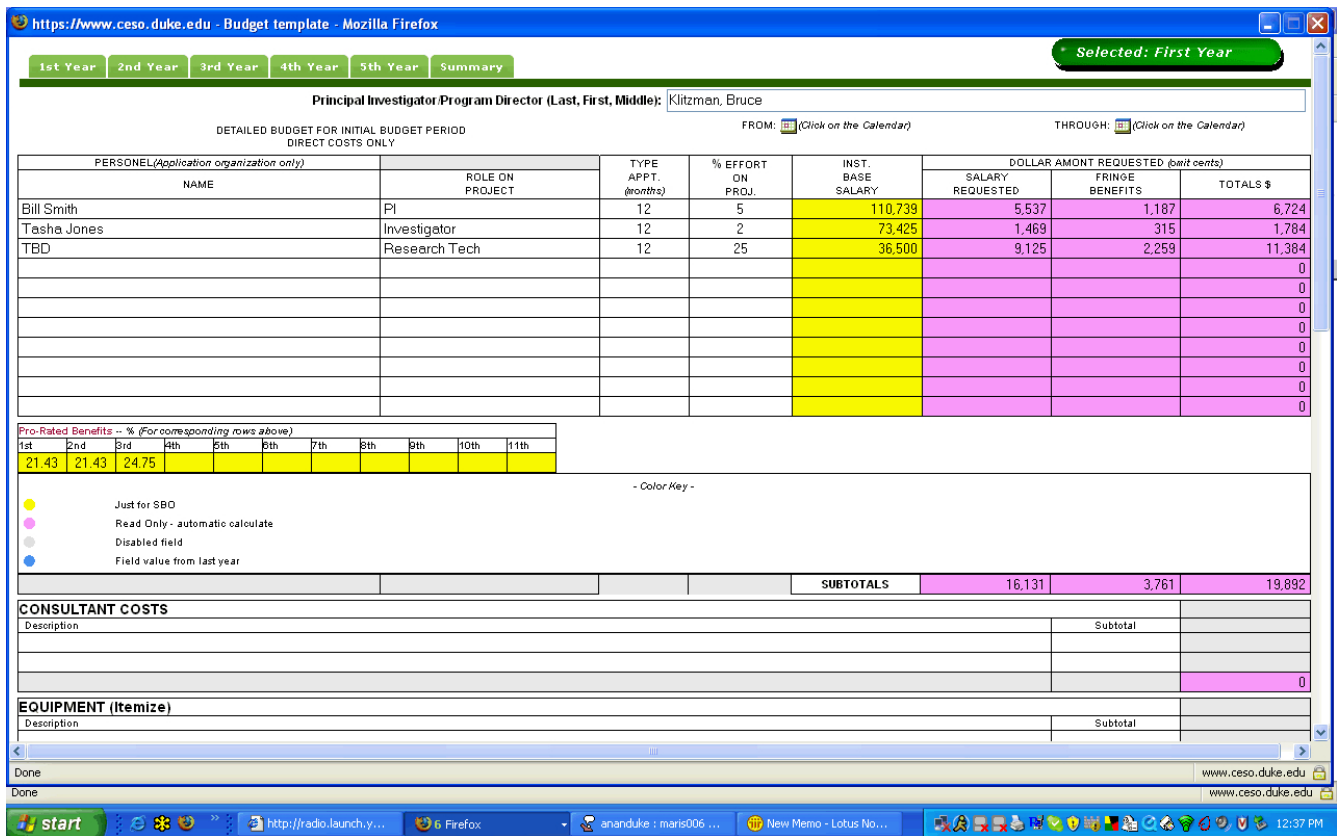 https://www.ceso.duke.edu - Budget template - Mozilla Firefox
1st Year 2nd Year 3rd Year 4th Year 5th Year Summary
Selected: First Year
Principal Investigator/Program Director (Last, First, Middle): Klitzman, Bruce
DETAILED BUDGET FOR INITIAL BUDGET PERIOD
DIRECT COSTS ONLY
FROM: (Click on the Calendar) THROUGH: (Click on the Calendar)
PERSONEL(Application organization only) TYPE APPT. (months) % EFFORT ON PROJ. INST. BASE SALARY DOLLAR AMONT REQUESTED (omit cents)
NAME ROLE ON PROJECT SALARY REQUESTED FRINGE BENEFITS TOTALS $
Bill Smith PI 12 5 110,739 5,537 1,187 6,724
Tasha Jones Investigator 12 2 73,425 1,469 315 1,784
TBD Research Tech 12 25 36,500 9,125 2,259 11,384
0
0
0
0
0
0
0
0
Pro-Rated Benefits -- % (For corresponding rows above)
1st 2nd 3rd 4th 5th 6th 7th 8th 9th 10th 11th
21.43 21.43 24.75
- Color Key -
Just for SBO
Read Only - automatic calculate
Disabled field
Field value from last year
SUBTOTALS 16,131 3,761 19,892
CONSULTANT COSTS
Description Subtotal
0
EQUIPMENT (Itemize)
Description Subtotal
Done www.ceso.duke.edu
Done www.ceso.duke.edu
start http://radio.launch.y... 6 Firefox ananduke : maris006 ... New Memo - Lotus No... 12:37 PM